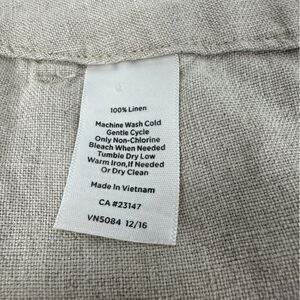 100% Linen
Machine Wash Cold
Gentle Cycle
Only Non-Chlorine
Bleach When Needed
Tumble Dry Low
Warm Iron,If Needed
Or Dry Clean
Made In Vietnam
CA #23147
VN5084 12/16